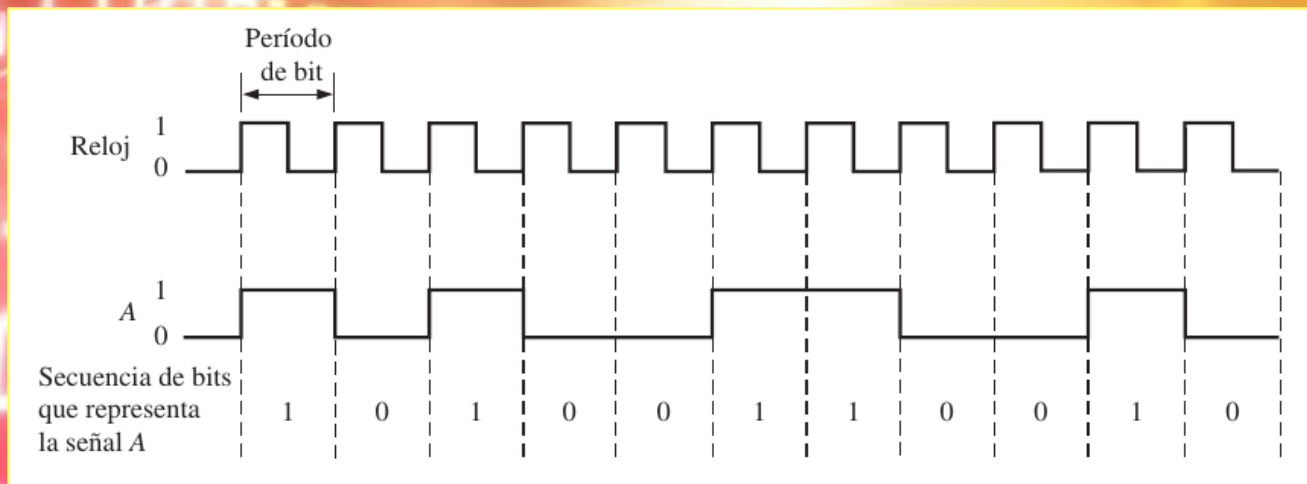 Período
de bit
Reloj
1
0
A
1
0
Secuencia de bits
que representa
la señal A
1 0 1 0 0 1 1 0 0 1 0